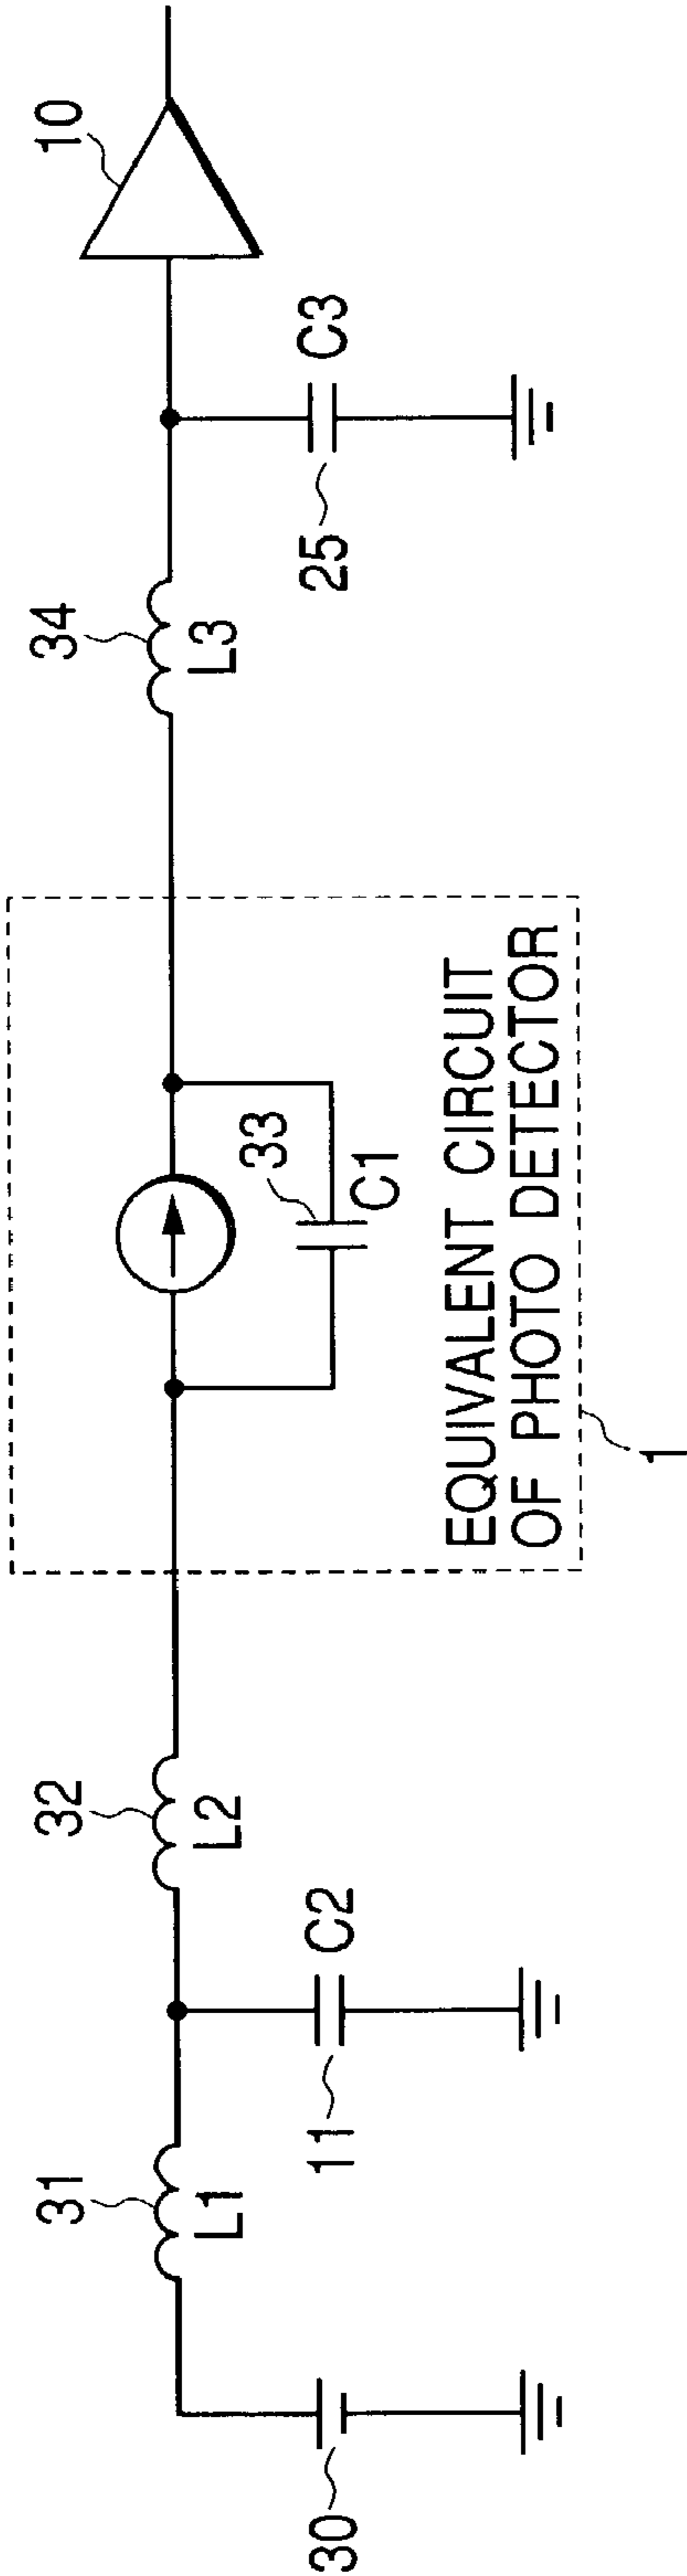 30
31
L1
11
C2
32
L2
33
C1
EQUIVALENT CIRCUIT
OF PHOTO DETECTOR
1
34
L3
25
C3
10